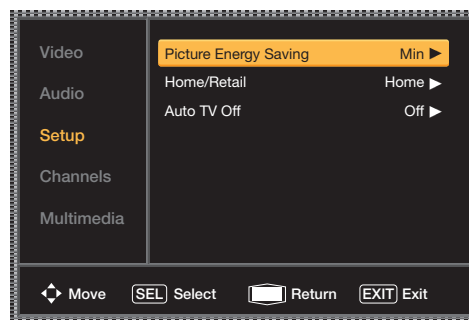 Video
Audio
Setup
Channels
Multimedia
Picture Energy Saving Min ▶
Home/Retail Home ▶
Auto TV Off Off ▶
Move SEL Select Return EXIT Exit